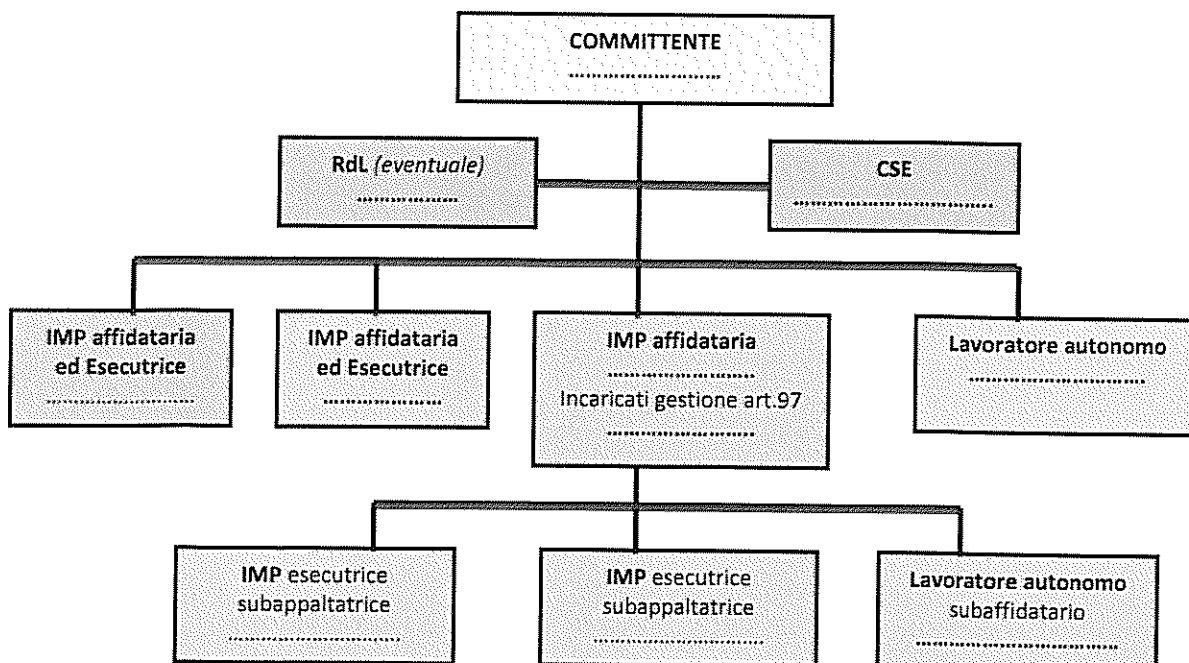 COMMITTENTE
.....................
RdL (eventuale)
.................
CSE
..................................
IMP affidataria
ed Esecutrice
.........................
IMP affidataria
ed Esecutrice
....................
IMP affidataria
.........................
Incaricati gestione art.97
.........................
Lavoratore autonomo
..............................
IMP esecutrice
subappaltatrice
.............................
IMP esecutrice
subappaltatrice
.............................
Lavoratore autonomo
subaffidatario
...................................